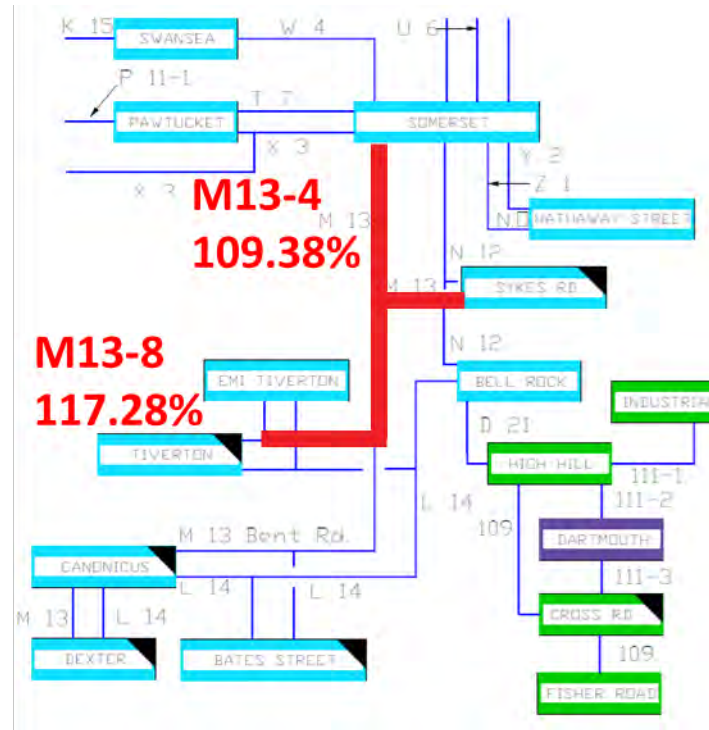 K 15
SWANSEA
W 4
U 6
P 11-1
PAWTUCKET
T 7
SOMERSET
X 3
X 3
Y 2
Z 1
M13-4
109.38%
M 13
HATHAWAY STREET
N 12
M 13
SYKES RD
N 12
M13-8
117.28%
EMI TIVERTON
BELL ROCK
INDUSTRIA
TIVERTON
D 21
HIGH HILL
111-1
L 14
109
111-2
M 13 Bent Rd.
DARTMOUTH
CANONICUS
L 14
L 14
111-3
M 13
L 14
CROSS RD
DEXTER
BATES STREET
109
FISHER ROAD